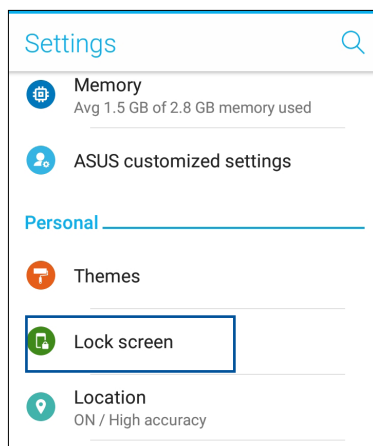 Settings
Memory
Avg 1.5 GB of 2.8 GB memory used
ASUS customized settings
Personal
Themes
Lock screen
Location
ON / High accuracy